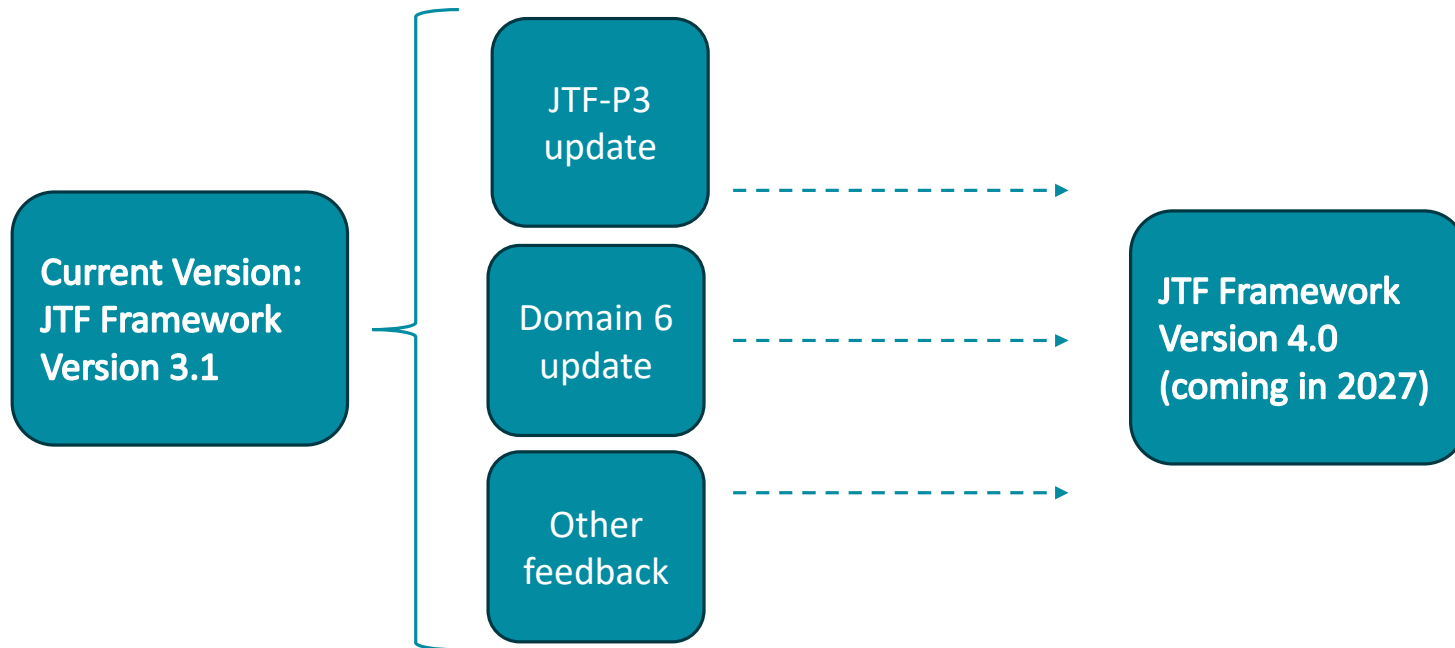 Current Version:
JTF Framework
Version 3.1
JTF-P3
update
Domain 6
update
Other
feedback
JTF Framework
Version 4.0
(coming in 2027)